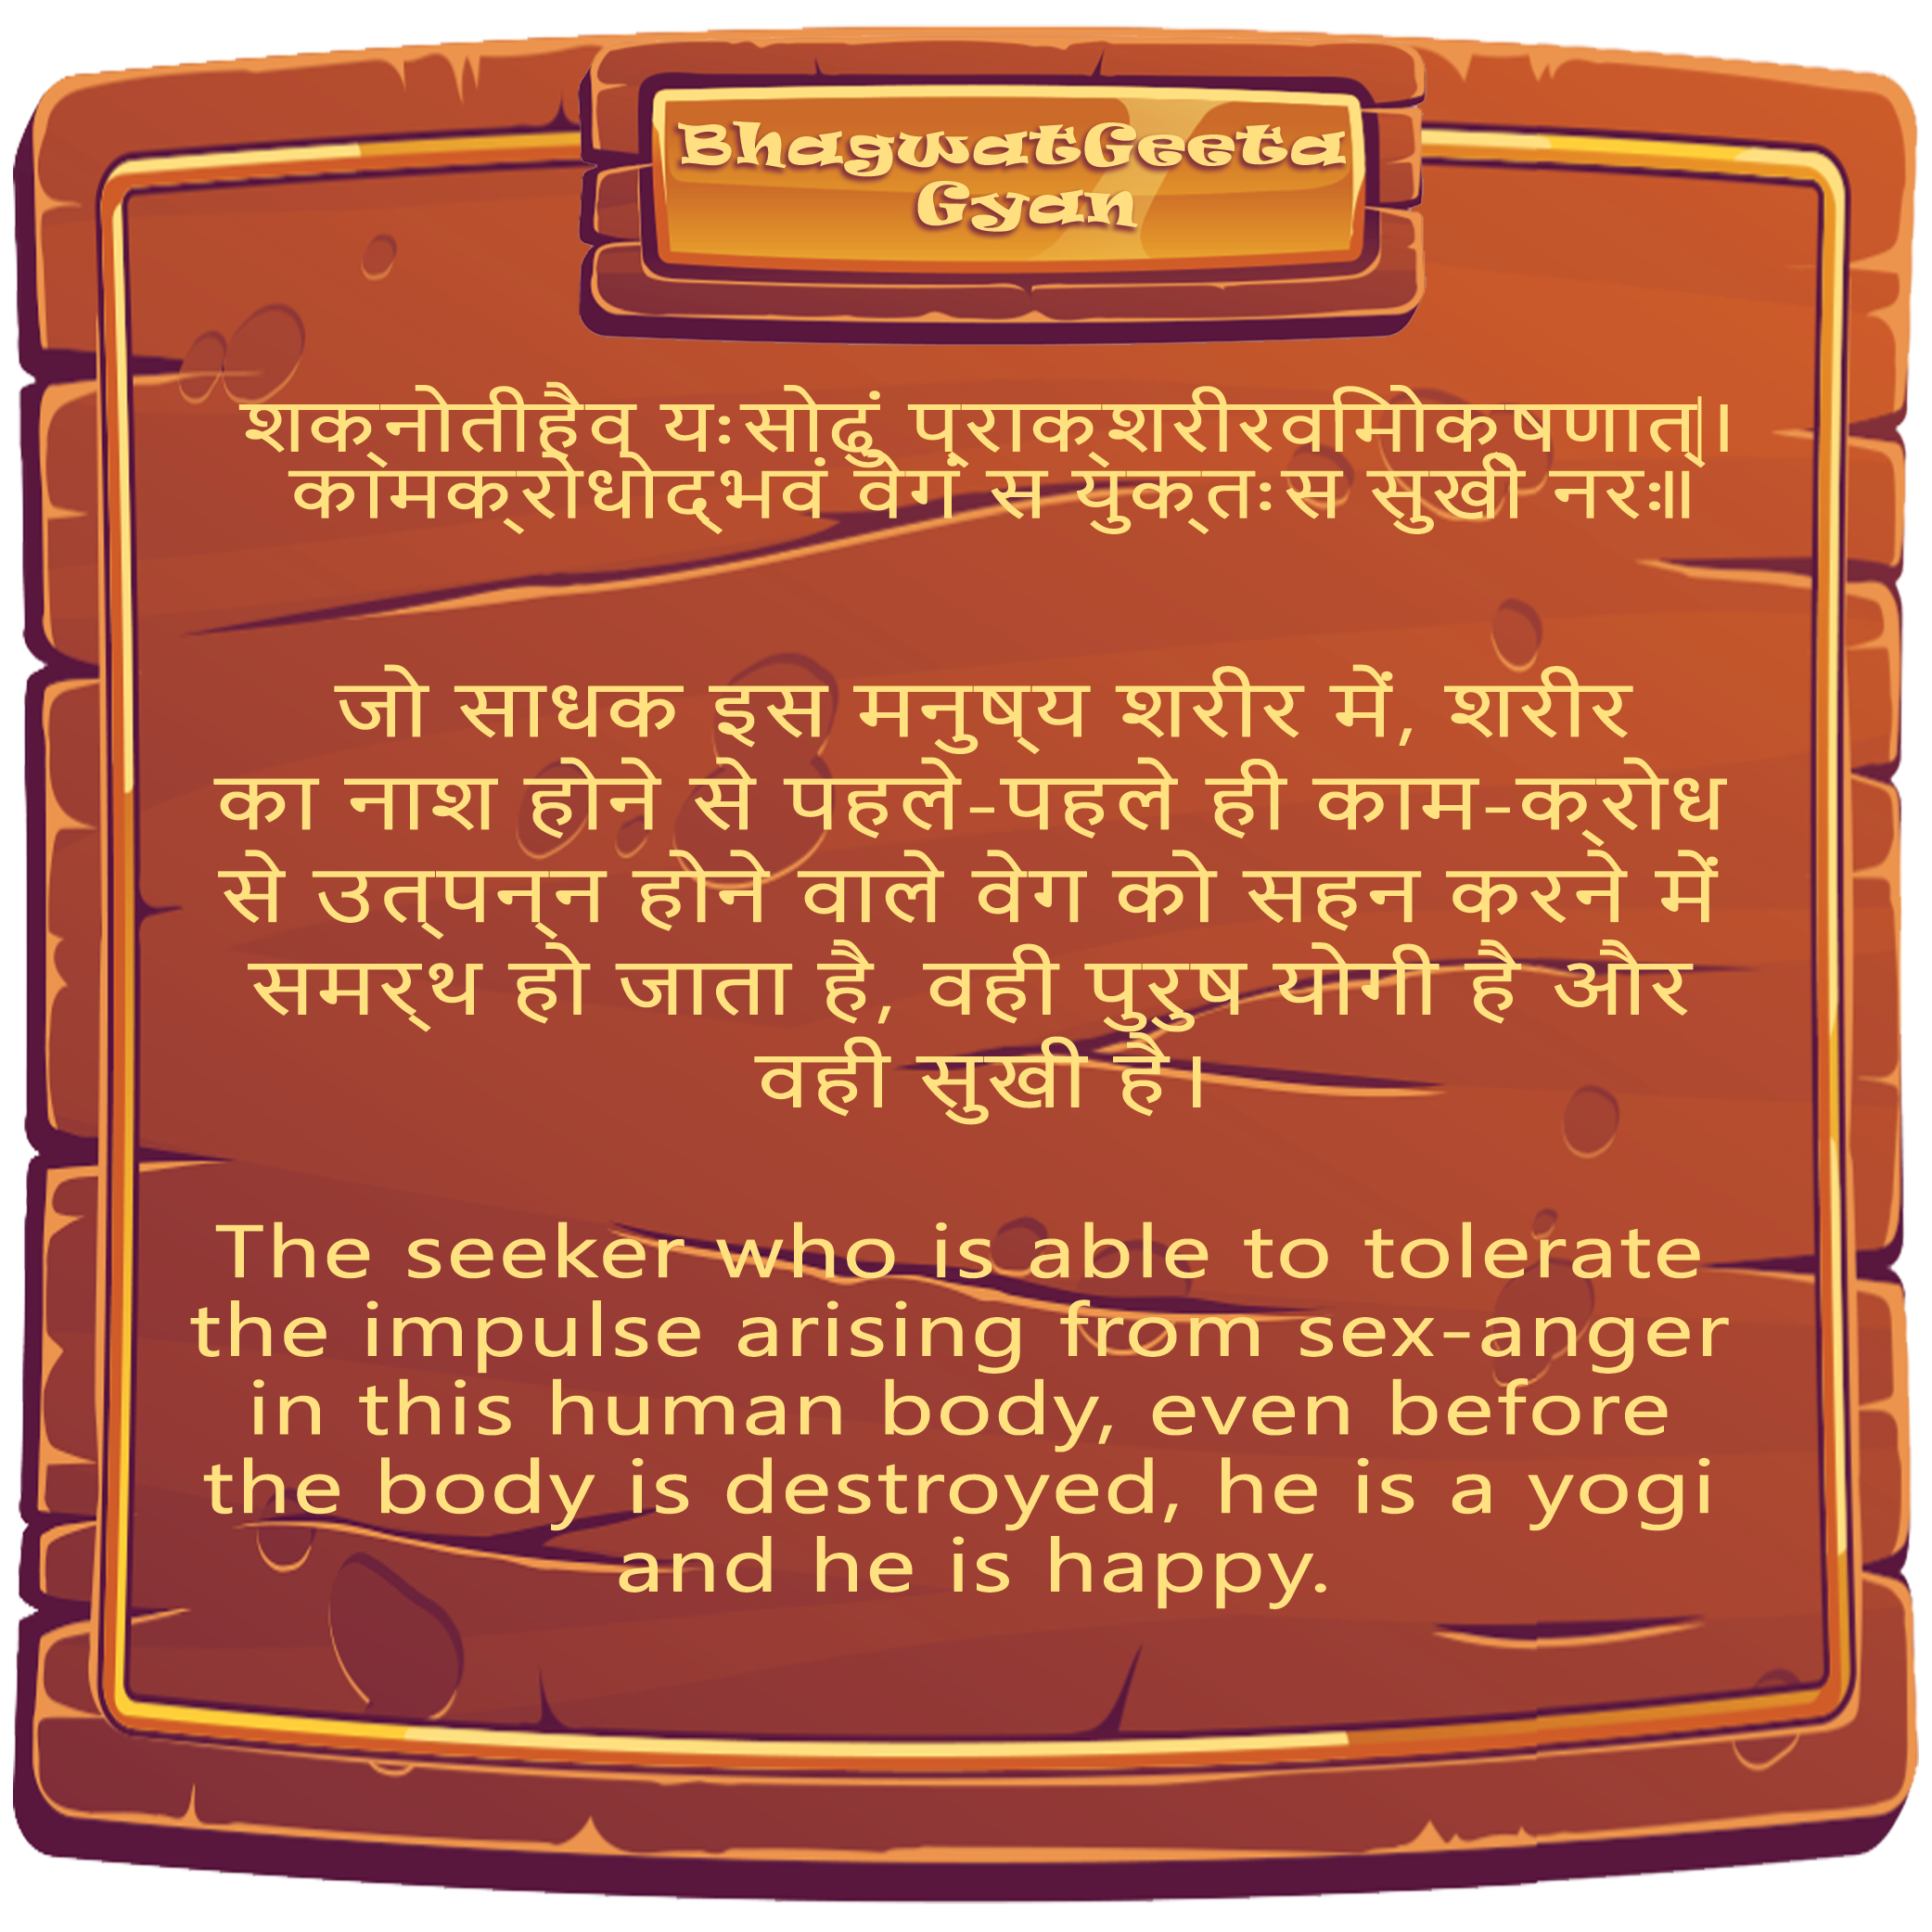 BhagwatGeeta
Gyan
शक्नोतीहैव यःसोढुं प्राक्शरीरविमोक्षणात्।
कामक्रोधोद्भवं वेगं स युक्तःस सुखी नरः॥
जो साधक इस मनुष्य शरीर में, शरीर
का नाश होने से पहले-पहले ही काम-क्रोध
से उत्पन्न होने वाले वेग को सहन करने में
समर्थ हो जाता है, वही पुरुष योगी है और
वही सुखी है।
The seeker who is ab e to tolerate
the impulse arising from sex-anger
in this human body, even before
the body is destroyed, he is a yogi
and he is happy.